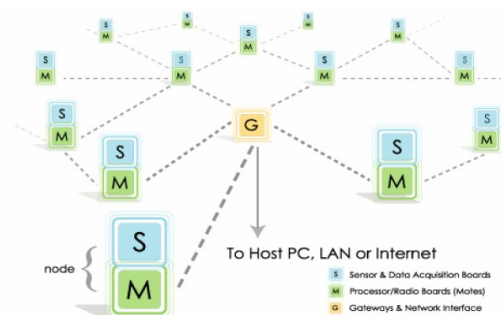 S
M
S
M
S
M
S
M
S
M
S
M
S
M
S
M
S
M
G
S
M
S
M
S
M
S
M
node
To Host PC, LAN or Internet
S Sensor & Data Acquisition Boards
M Processor/Radio Boards (Motes)
G Gateways & Network Interface